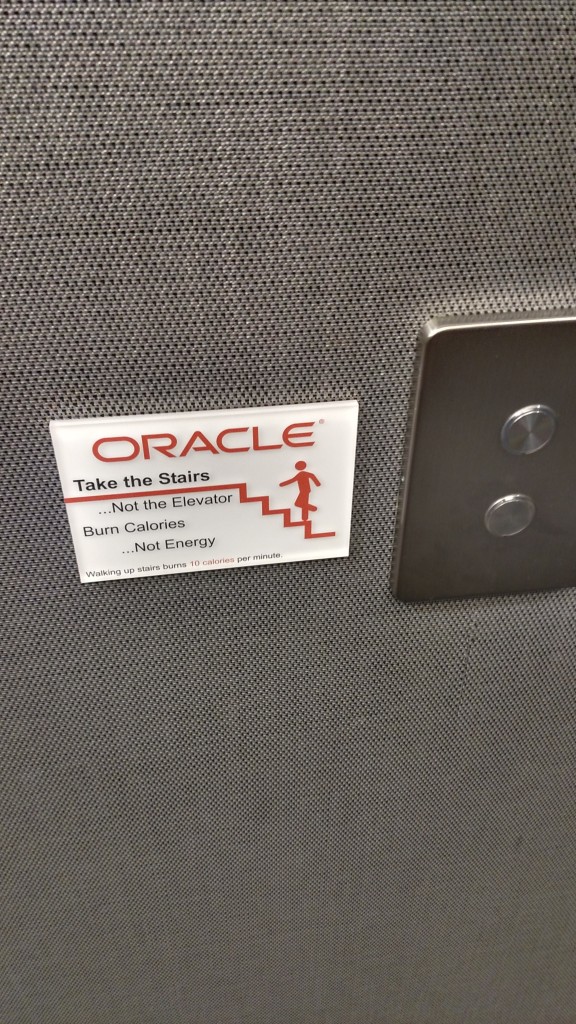 ORACLE®
Take the Stairs
...Not the Elevator
Burn Calories
...Not Energy
Walking up stairs burns 10 calories per minute.